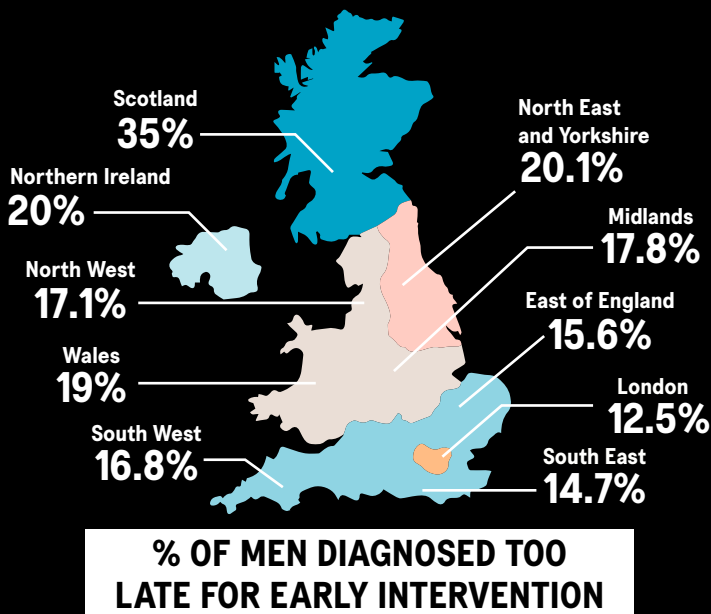 Scotland
35%
Northern Ireland
20%
North West
17.1%
Wales
19%
South West
16.8%
North East
and Yorkshire
20.1%
Midlands
17.8%
East of England
15.6%
London
12.5%
South East
14.7%
% OF MEN DIAGNOSED TOO
LATE FOR EARLY INTERVENTION